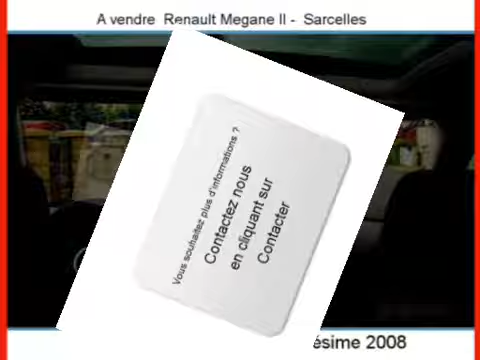 A vendre Renault Megane II - Sarcelles
Vous souhaitez plus d'informations ?
Contactez nous
en cliquant sur
Contacter
ésime 2008